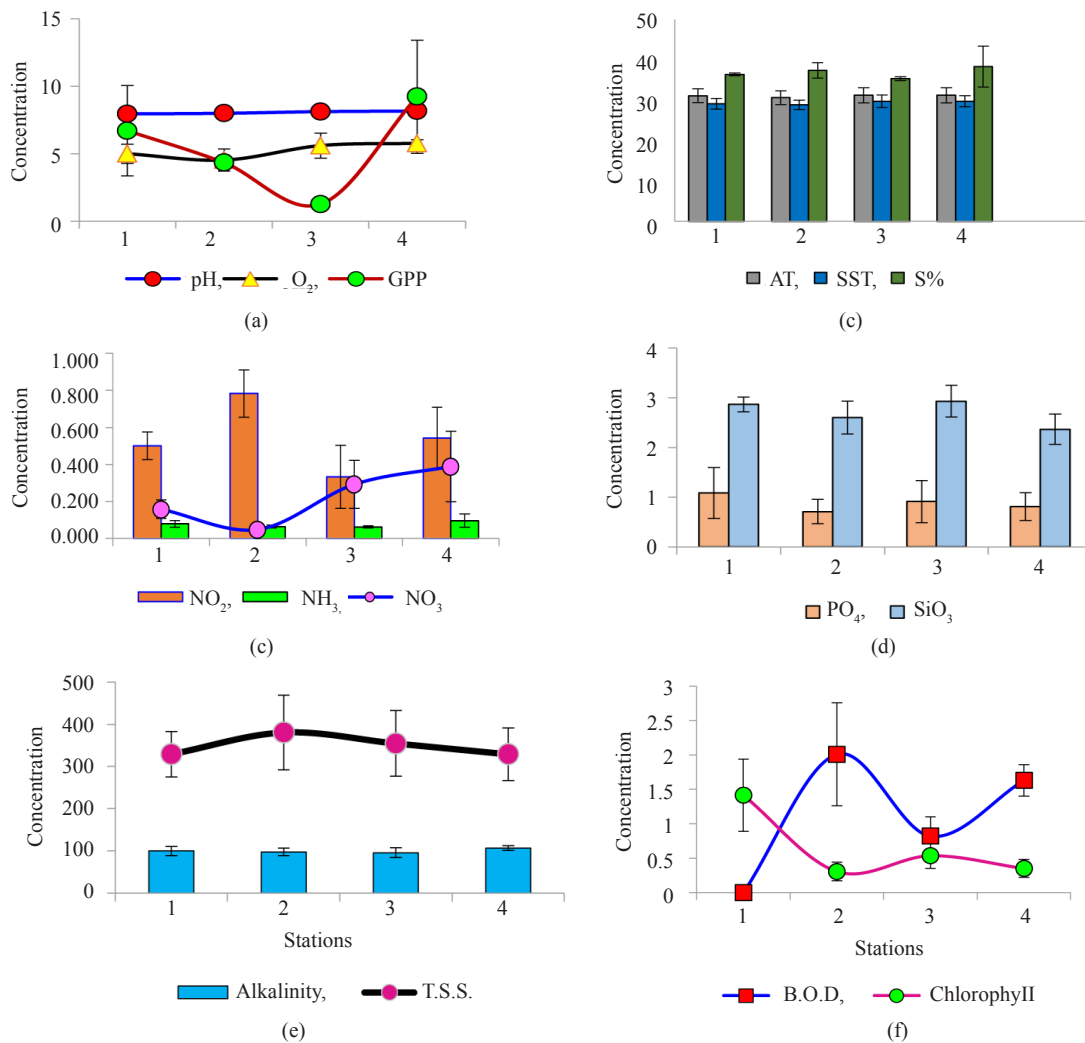 15
10
5
0
Concentration
1 2 3 4
pH, O₂, GPP
(a)
50
40
30
20
10
0
Concentration
1 2 3 4
AT, SST, S%
(c)
1.000
0.800
0.600
0.400
0.200
0.000
Concentration
1 2 3 4
NO₂, NH₃, NO₃
(c)
4
3
2
1
0
Concentration
1 2 3 4
PO₄, SiO₃
(d)
500
400
300
200
100
0
Concentration
1 2 3 4
Stations
Alkalinity, T.S.S.
(e)
3
2.5
2
1.5
1
0.5
0
Concentration
1 2 3 4
Stations
B.O.D, ChlorophyII
(f)